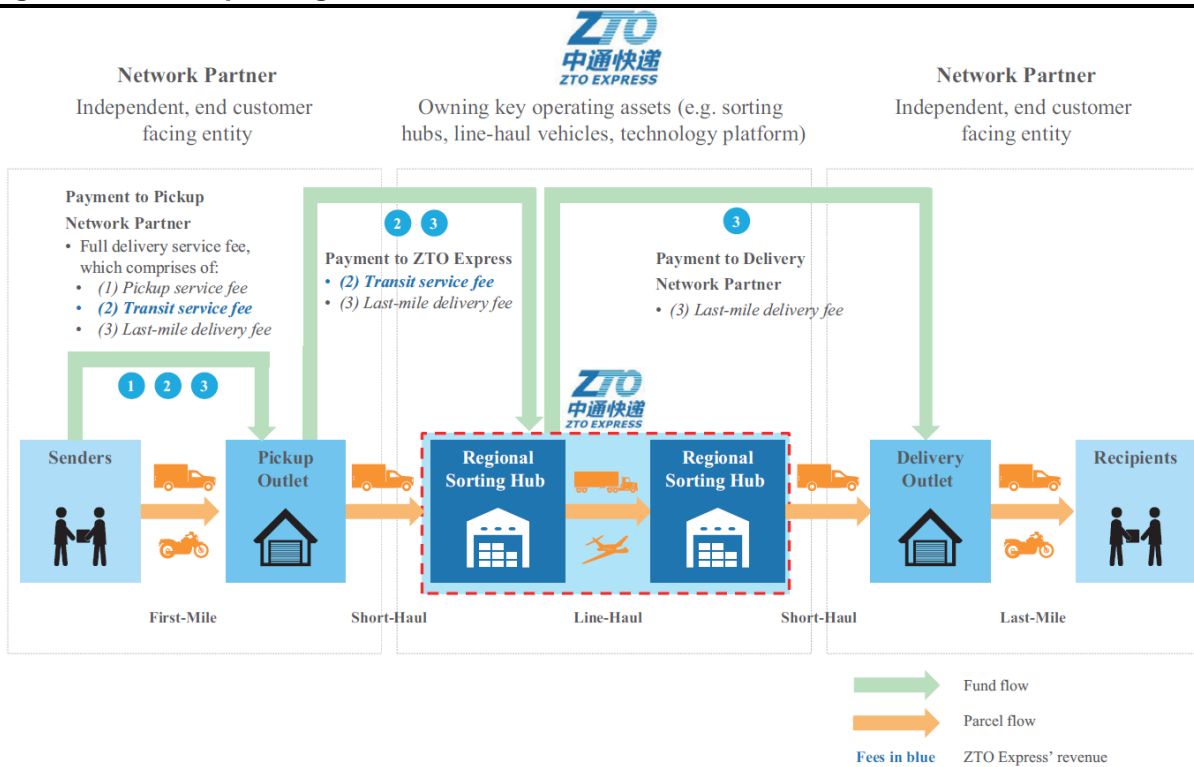 ZTO
中通快递
ZTO EXPRESS
Network Partner
Independent, end customer
facing entity
Owning key operating assets (e.g. sorting
hubs, line-haul vehicles, technology platform)
Network Partner
Independent, end customer
facing entity
Payment to Pickup
Network Partner
• Full delivery service fee,
which comprises of:
• (1) Pickup service fee
• (2) Transit service fee
• (3) Last-mile delivery fee
1 2 3
2 3
Payment to ZTO Express
• (2) Transit service fee
• (3) Last-mile delivery fee
3
Payment to Delivery
Network Partner
• (3) Last-mile delivery fee
ZTO
中通快递
ZTO EXPRESS
Senders
Pickup
Outlet
Regional
Sorting Hub
Regional
Sorting Hub
Delivery
Outlet
Recipients
First-Mile
Short-Haul
Line-Haul
Short-Haul
Last-Mile
Fund flow
Parcel flow
Fees in blue ZTO Express' revenue